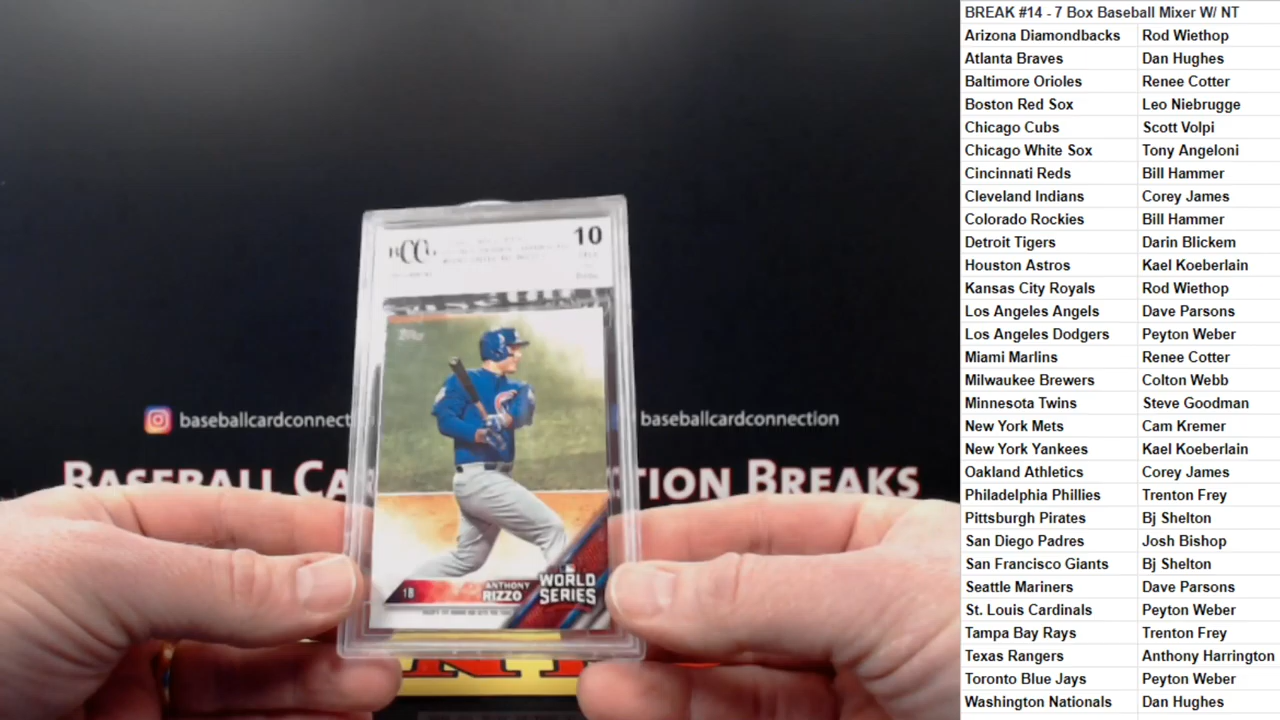 BREAK #14 - 7 Box Baseball Mixer W/ NT
Arizona Diamondbacks Rod Wiethop
Atlanta Braves Dan Hughes
Baltimore Orioles Renee Cotter
Boston Red Sox Leo Niebrugge
Chicago Cubs Scott Volpi
Chicago White Sox Tony Angeloni
Cincinnati Reds Bill Hammer
Cleveland Indians Corey James
Colorado Rockies Bill Hammer
Detroit Tigers Darin Blickem
Houston Astros Kael Koeberlain
Kansas City Royals Rod Wiethop
Los Angeles Angels Dave Parsons
Los Angeles Dodgers Peyton Weber
Miami Marlins Renee Cotter
Milwaukee Brewers Colton Webb
Minnesota Twins Steve Goodman
New York Mets Cam Kremer
New York Yankees Kael Koeberlain
Oakland Athletics Corey James
Philadelphia Phillies Trenton Frey
Pittsburgh Pirates Bj Shelton
San Diego Padres Josh Bishop
San Francisco Giants Bj Shelton
Seattle Mariners Dave Parsons
St. Louis Cardinals Peyton Weber
Tampa Bay Rays Trenton Frey
Texas Rangers Anthony Harrington
Toronto Blue Jays Peyton Weber
Washington Nationals Dan Hughes
BCCG 10
Topps
1B ANTHONY RIZZO
WORLD SERIES
baseballcardconnect
baseballcardconnection
BASEBALL CA TION BREAKS